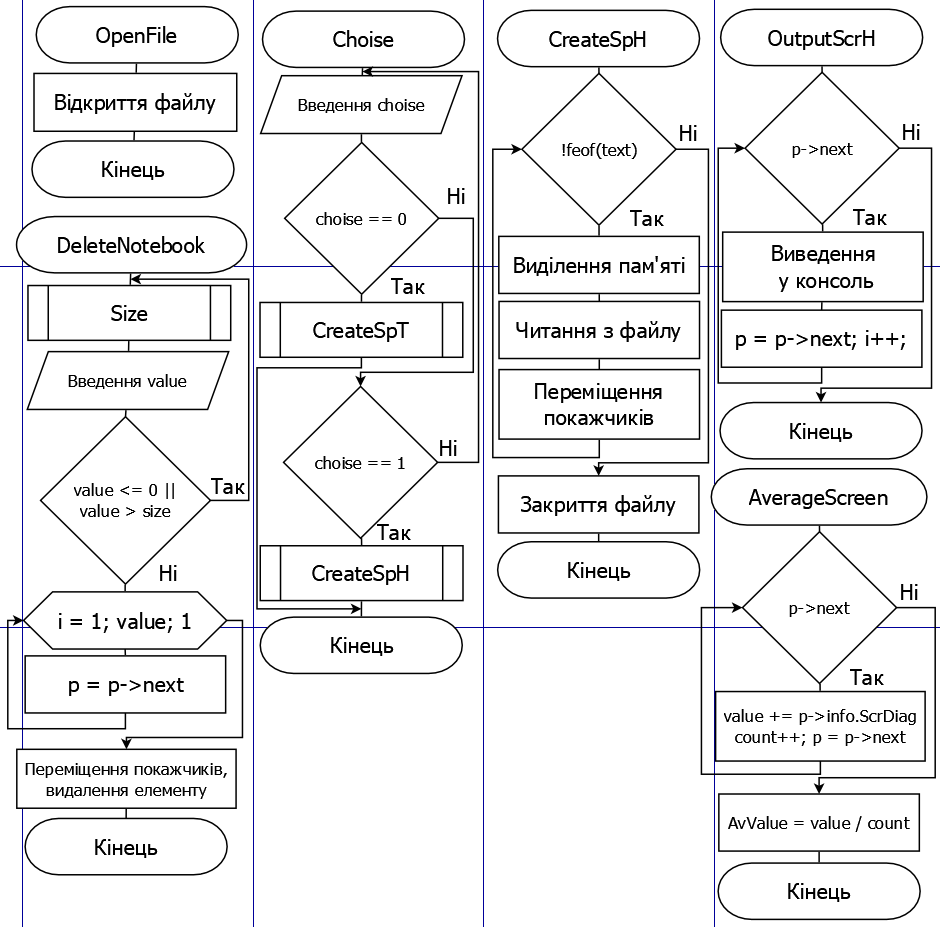 OpenFile
Відкриття файлу
Кінець
DeleteNotebook
Size
Введення value
value <= 0 ||
value > size
Так
Ні
i = 1; value; 1
p = p->next
Переміщення покажчиків,
видалення елементу
Кінець
Choise
Введення choise
choise == 0
Ні
Так
CreateSpT
choise == 1
Ні
Так
CreateSpH
Кінець
CreateSpH
!feof(text)
Ні
Так
Виділення пам'яті
Читання з файлу
Переміщення
покажчиків
Закриття файлу
Кінець
OutputScrH
p->next
Ні
Так
Виведення
у консоль
p = p->next; i++;
Кінець
AverageScreen
p->next
Ні
Так
value += p->info.ScrDiag
count++; p = p->next
AvValue = value / count
Кінець